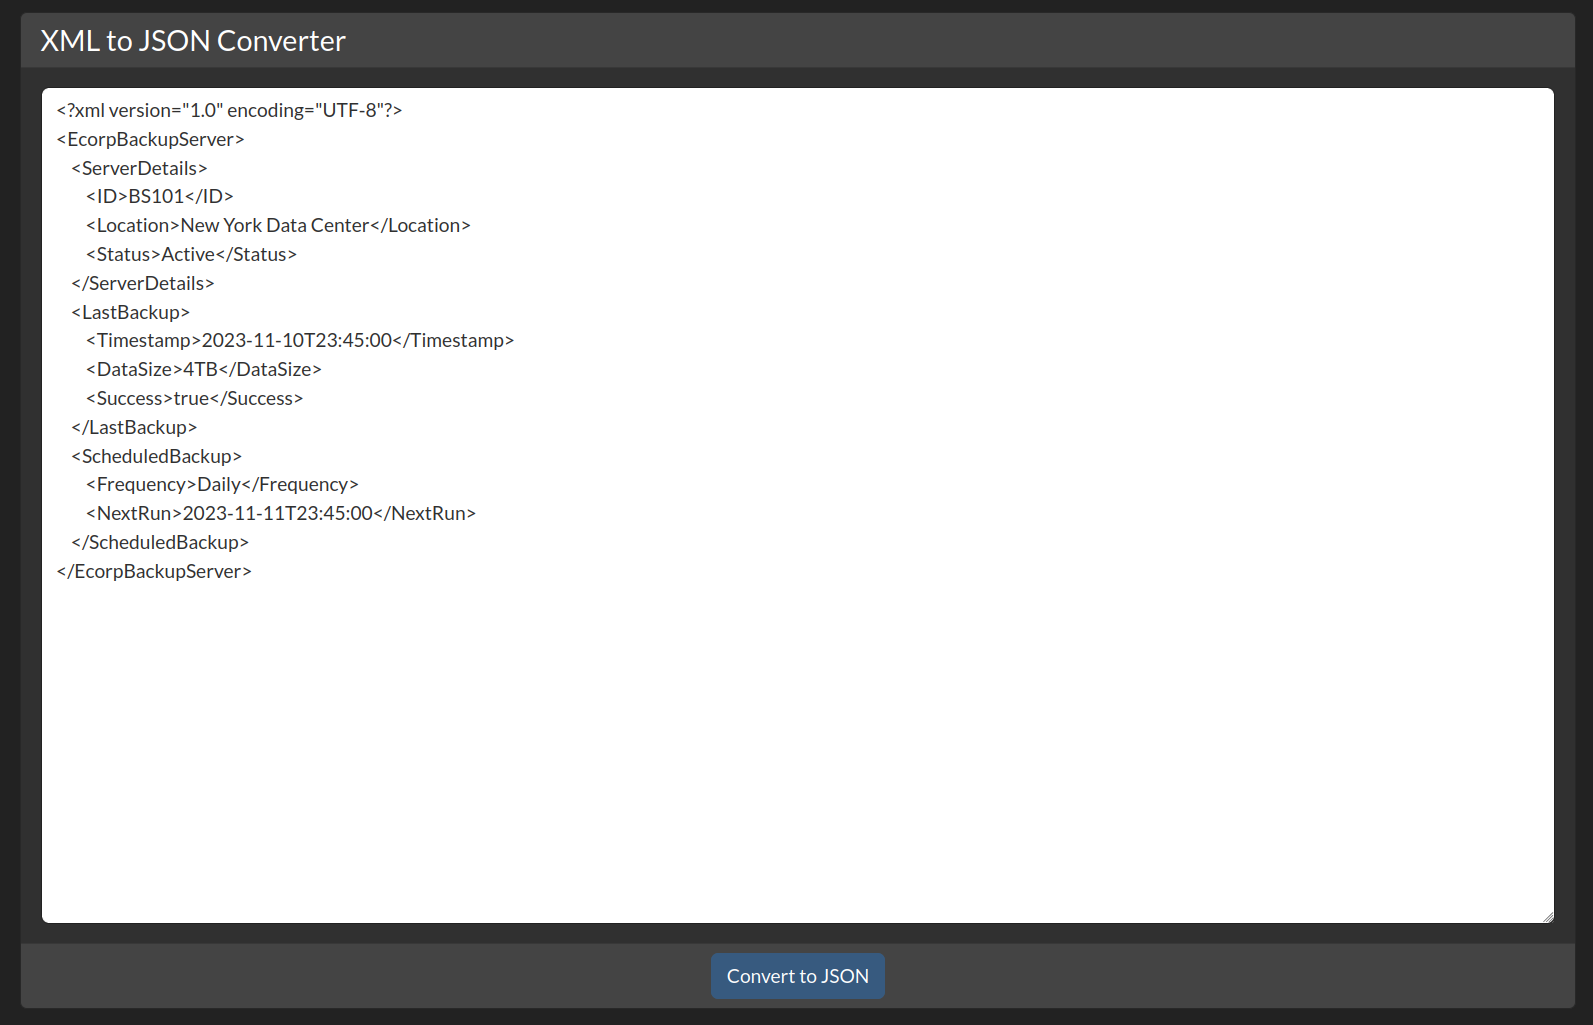 XML to JSON Converter
<?xml version="1.0" encoding="UTF-8"?>
<EcorpBackupServer>
   <ServerDetails>
      <ID>BS101</ID>
      <Location>New York Data Center</Location>
      <Status>Active</Status>
   </ServerDetails>
   <LastBackup>
      <Timestamp>2023-11-10T23:45:00</Timestamp>
      <DataSize>4TB</DataSize>
      <Success>true</Success>
   </LastBackup>
   <ScheduledBackup>
      <Frequency>Daily</Frequency>
      <NextRun>2023-11-11T23:45:00</NextRun>
   </ScheduledBackup>
</EcorpBackupServer>
Convert to JSON